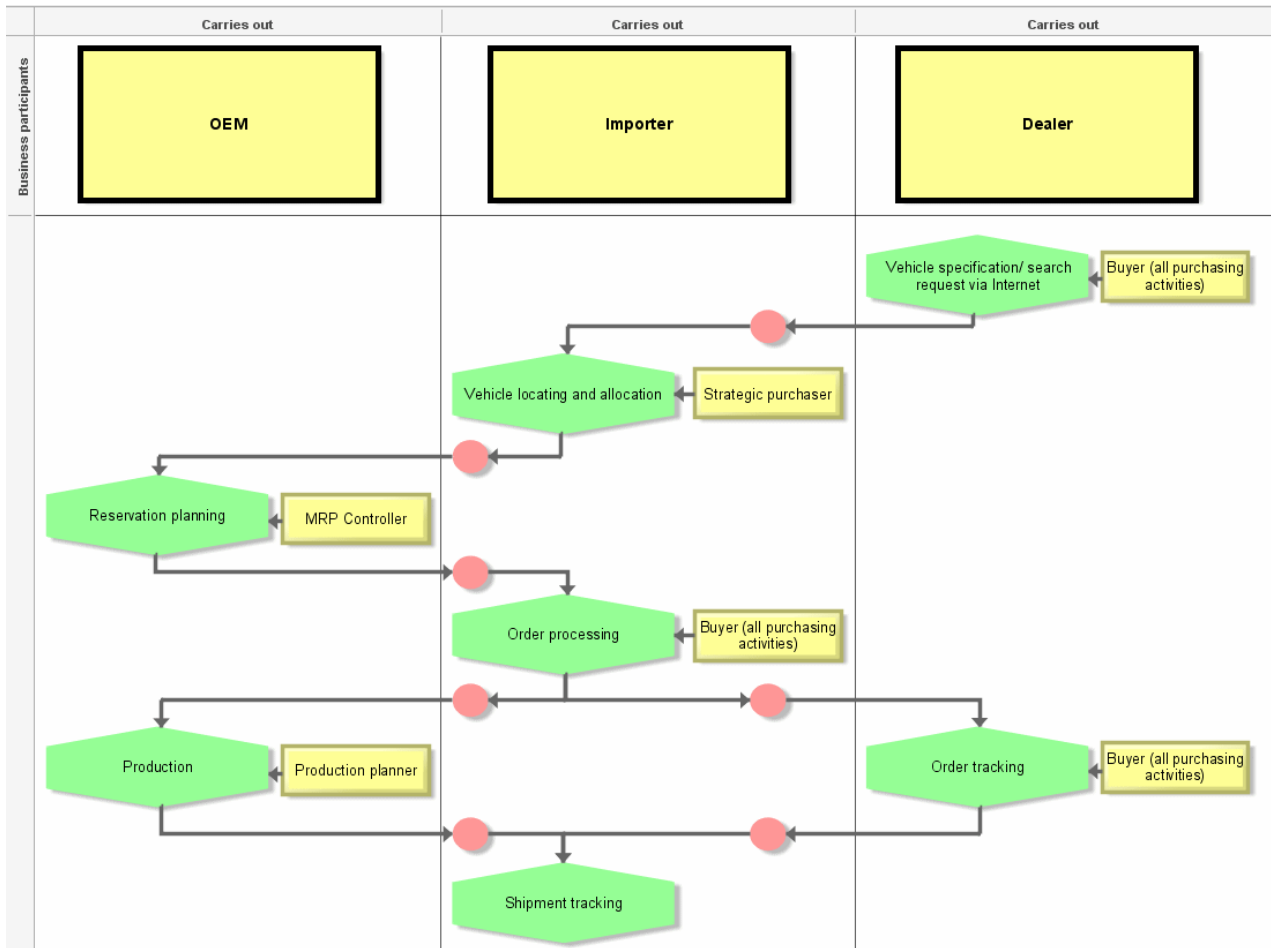 Carries out
Carries out
Carries out
Business participants
OEM
Importer
Dealer
Vehicle specification/ search
request via Internet
Buyer (all purchasing
activities)
Vehicle locating and allocation
Strategic purchaser
Reservation planning
MRP Controller
Order processing
Buyer (all purchasing
activities)
Production
Production planner
Order tracking
Buyer (all purchasing
activities)
Shipment tracking